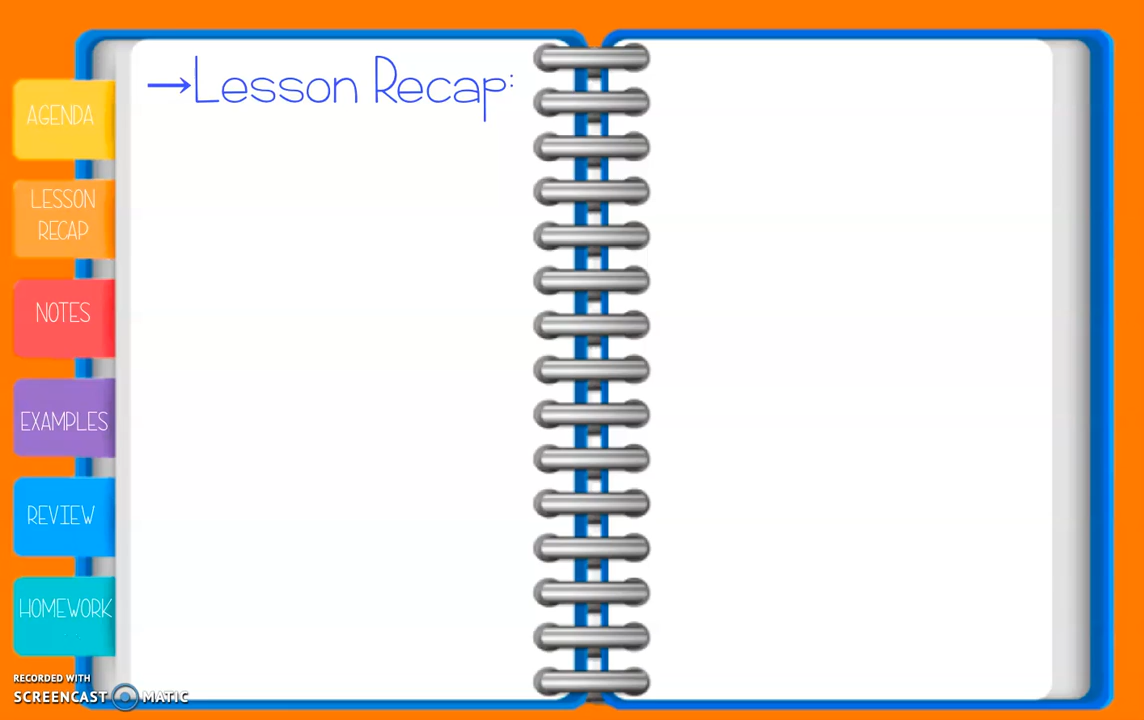 →Lesson Recap:
AGENDA
LESSON
RECAP
NOTES
EXAMPLES
REVIEW
HOMEWORK
RECORDED WITH
SCREENCAST MATIC